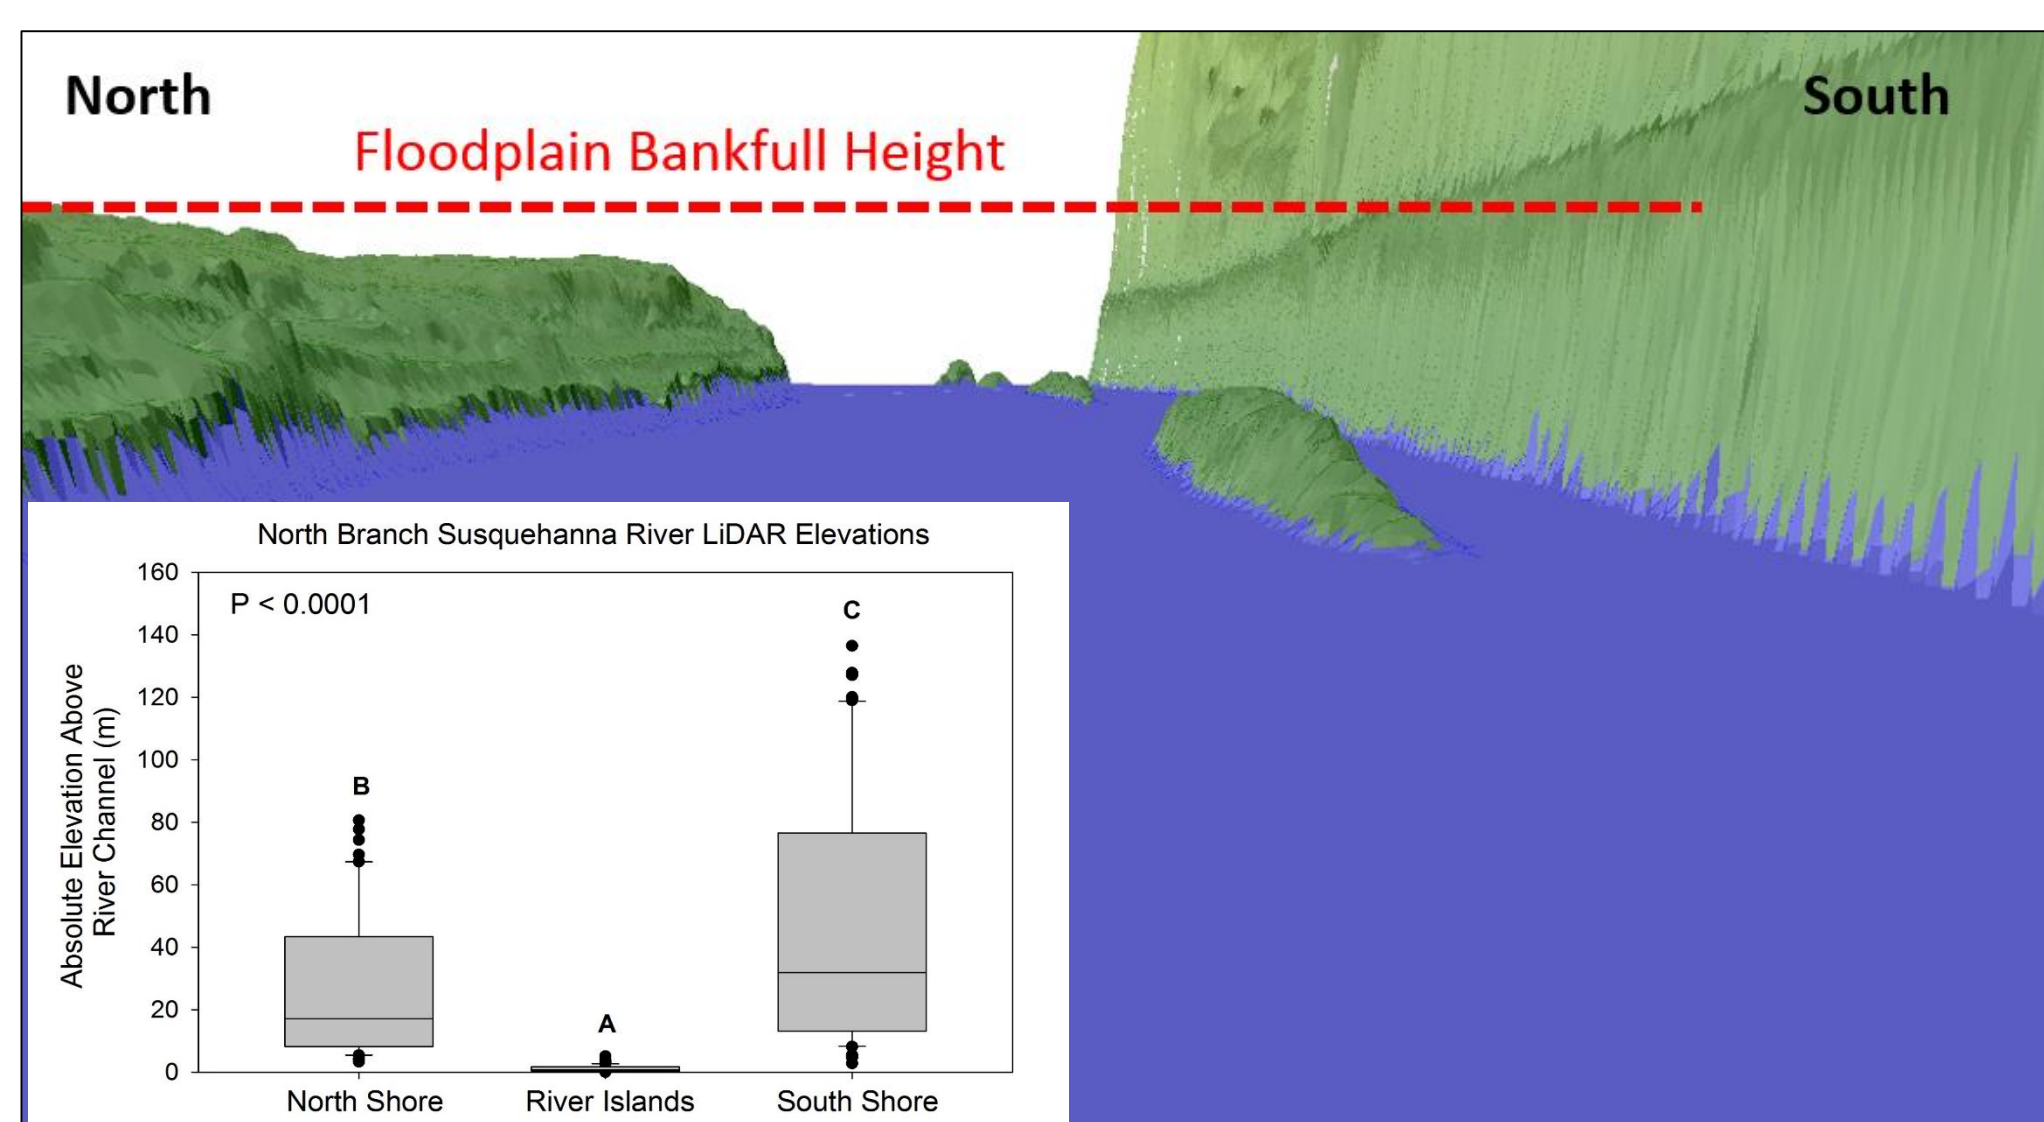 North
South
Floodplain Bankfull Height
North Branch Susquehanna River LiDAR Elevations
P < 0.0001
Absolute Elevation Above
River Channel (m)
160
140
120
100
80
60
40
20
0
B
A
C
North Shore
River Islands
South Shore